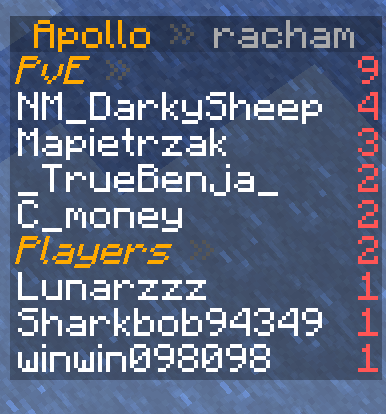 Apollo » racham
PvE » 9
NM_DarkySheep 4
Mapietrzak 3
_TrueBenja_ 2
C_money 2
Players » 2
Lunarzzz 1
Sharkbob94349 1
winwin098098 1